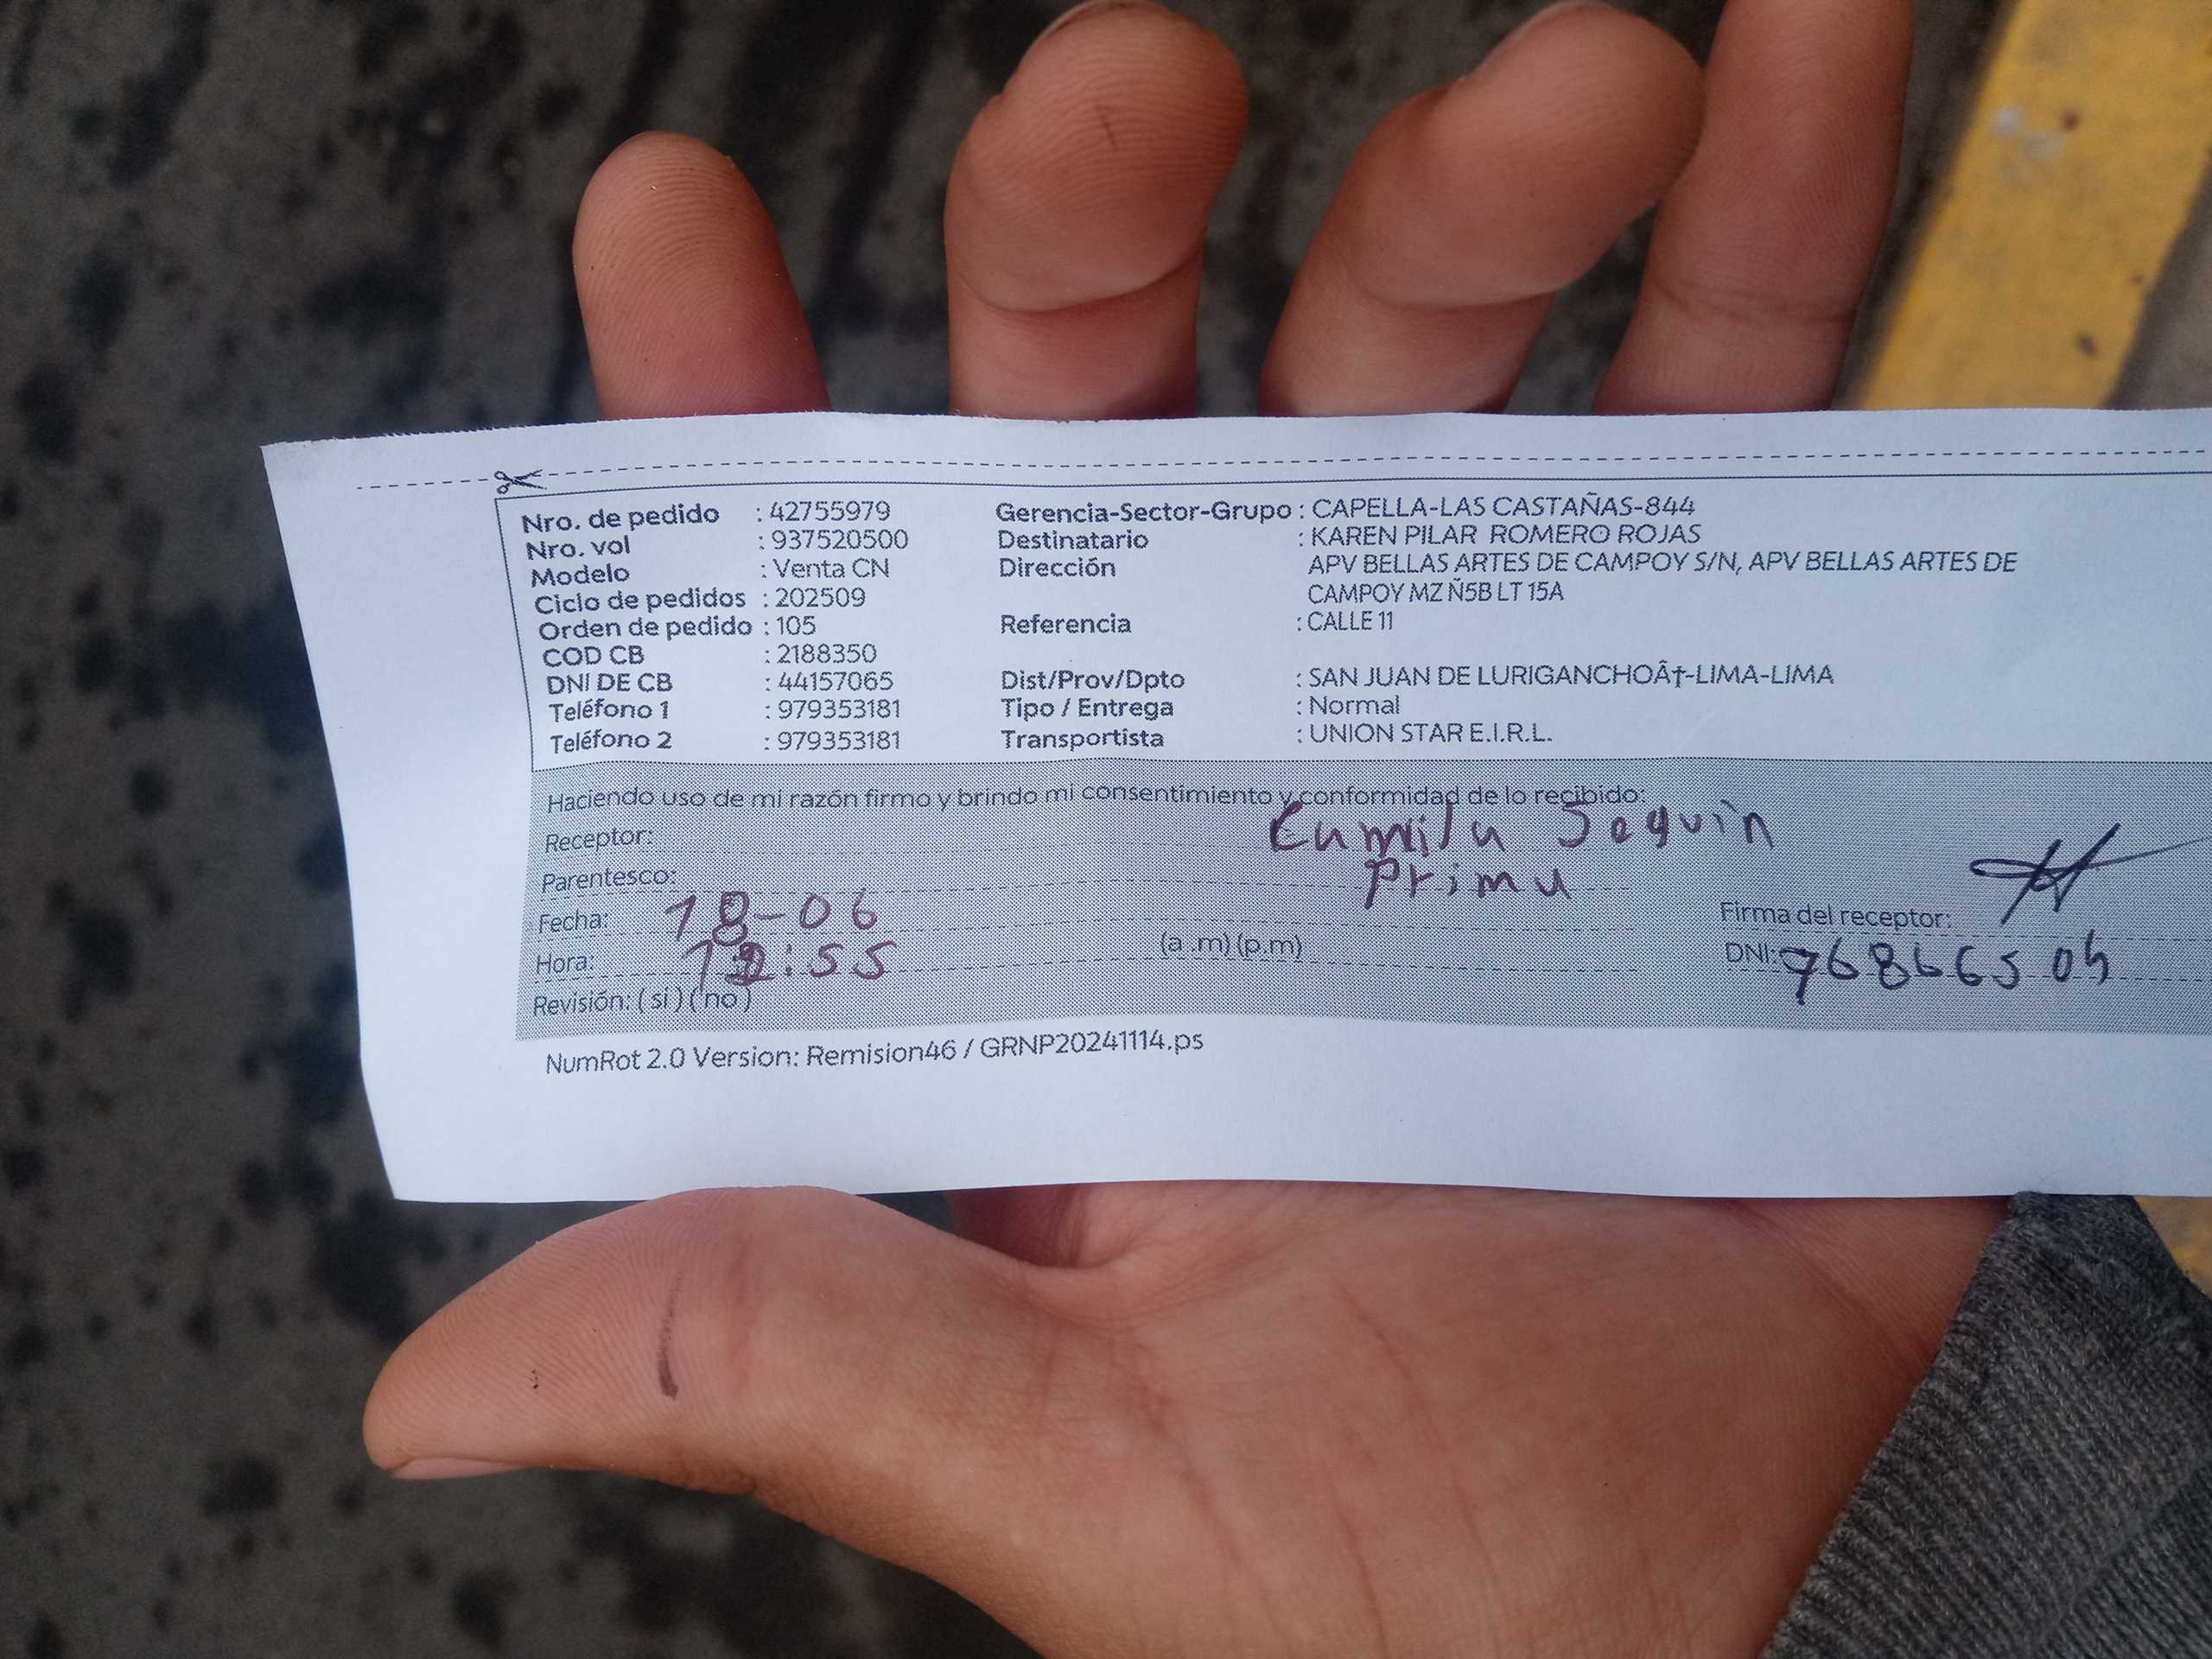 Nro. de pedido : 42755979
Nro. vol : 937520500
Modelo : Venta CN
Ciclo de pedidos : 202509
Orden de pedido : 105
COD CB : 2188350
DNI DE CB : 44157065
Teléfono 1 : 979353181
Teléfono 2 : 979353181
Gerencia-Sector-Grupo : CAPELLA-LAS CASTAÑAS-844
Destinatario : KAREN PILAR ROMERO ROJAS
Dirección APV BELLAS ARTES DE CAMPOY S/N, APV BELLAS ARTES DE
CAMPOY MZ Ñ5B LT 15A
Referencia : CALLE 11
Dist/Prov/Dpto : SAN JUAN DE LURIGANCHOÂ†-LIMA-LIMA
Tipo / Entrega : Normal
Transportista : UNION STAR E.I.R.L.
Haciendo uso de mi razón firmo y brindo mi consentimiento y conformidad de lo recibido:
Receptor: Camila
Parentesco: Prima
Fecha: 18-06
Firma del receptor:
Hora: 12:55 (a .m) (p.m)
DNI:
Revisión: ( si ) ( no )
NumRot 2.0 Version: Remision46 / GRNP20241114.ps